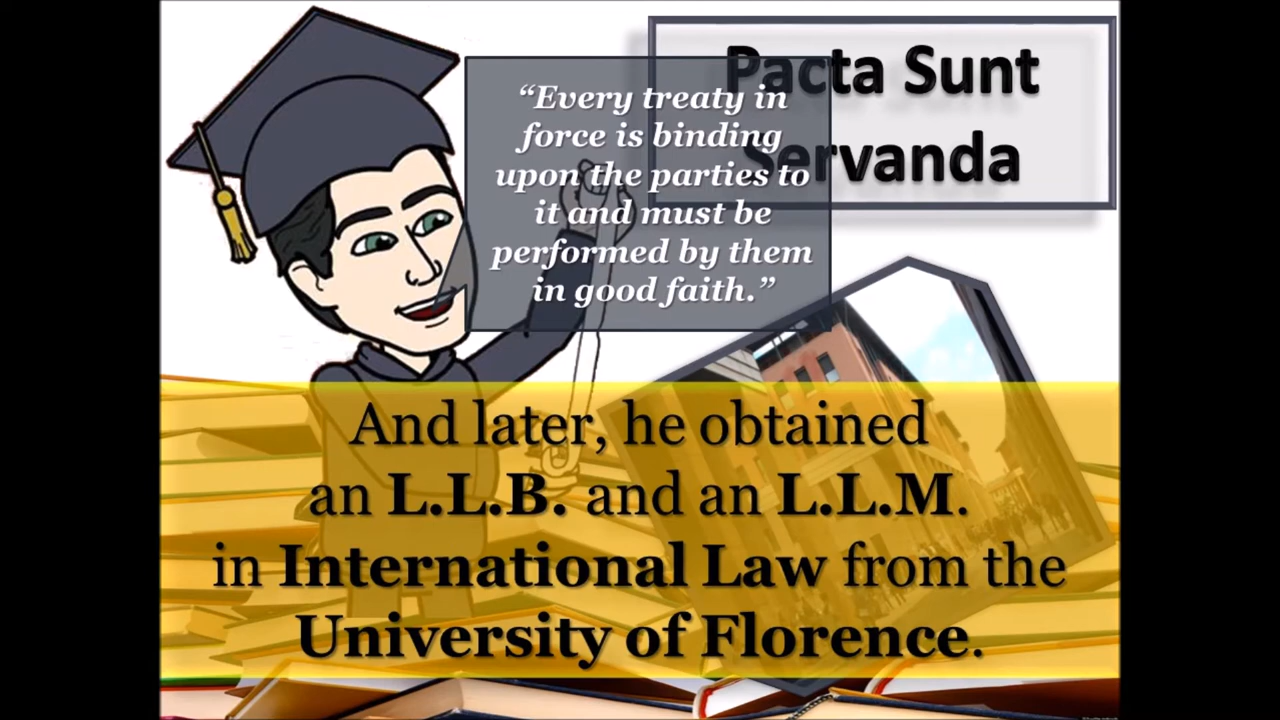 Pacta Sunt
Servanda
“Every treaty in
force is binding
upon the parties to
it and must be
performed by them
in good faith.”
And later, he obtained
an L.L.B. and an L.L.M.
in International Law from the
University of Florence.